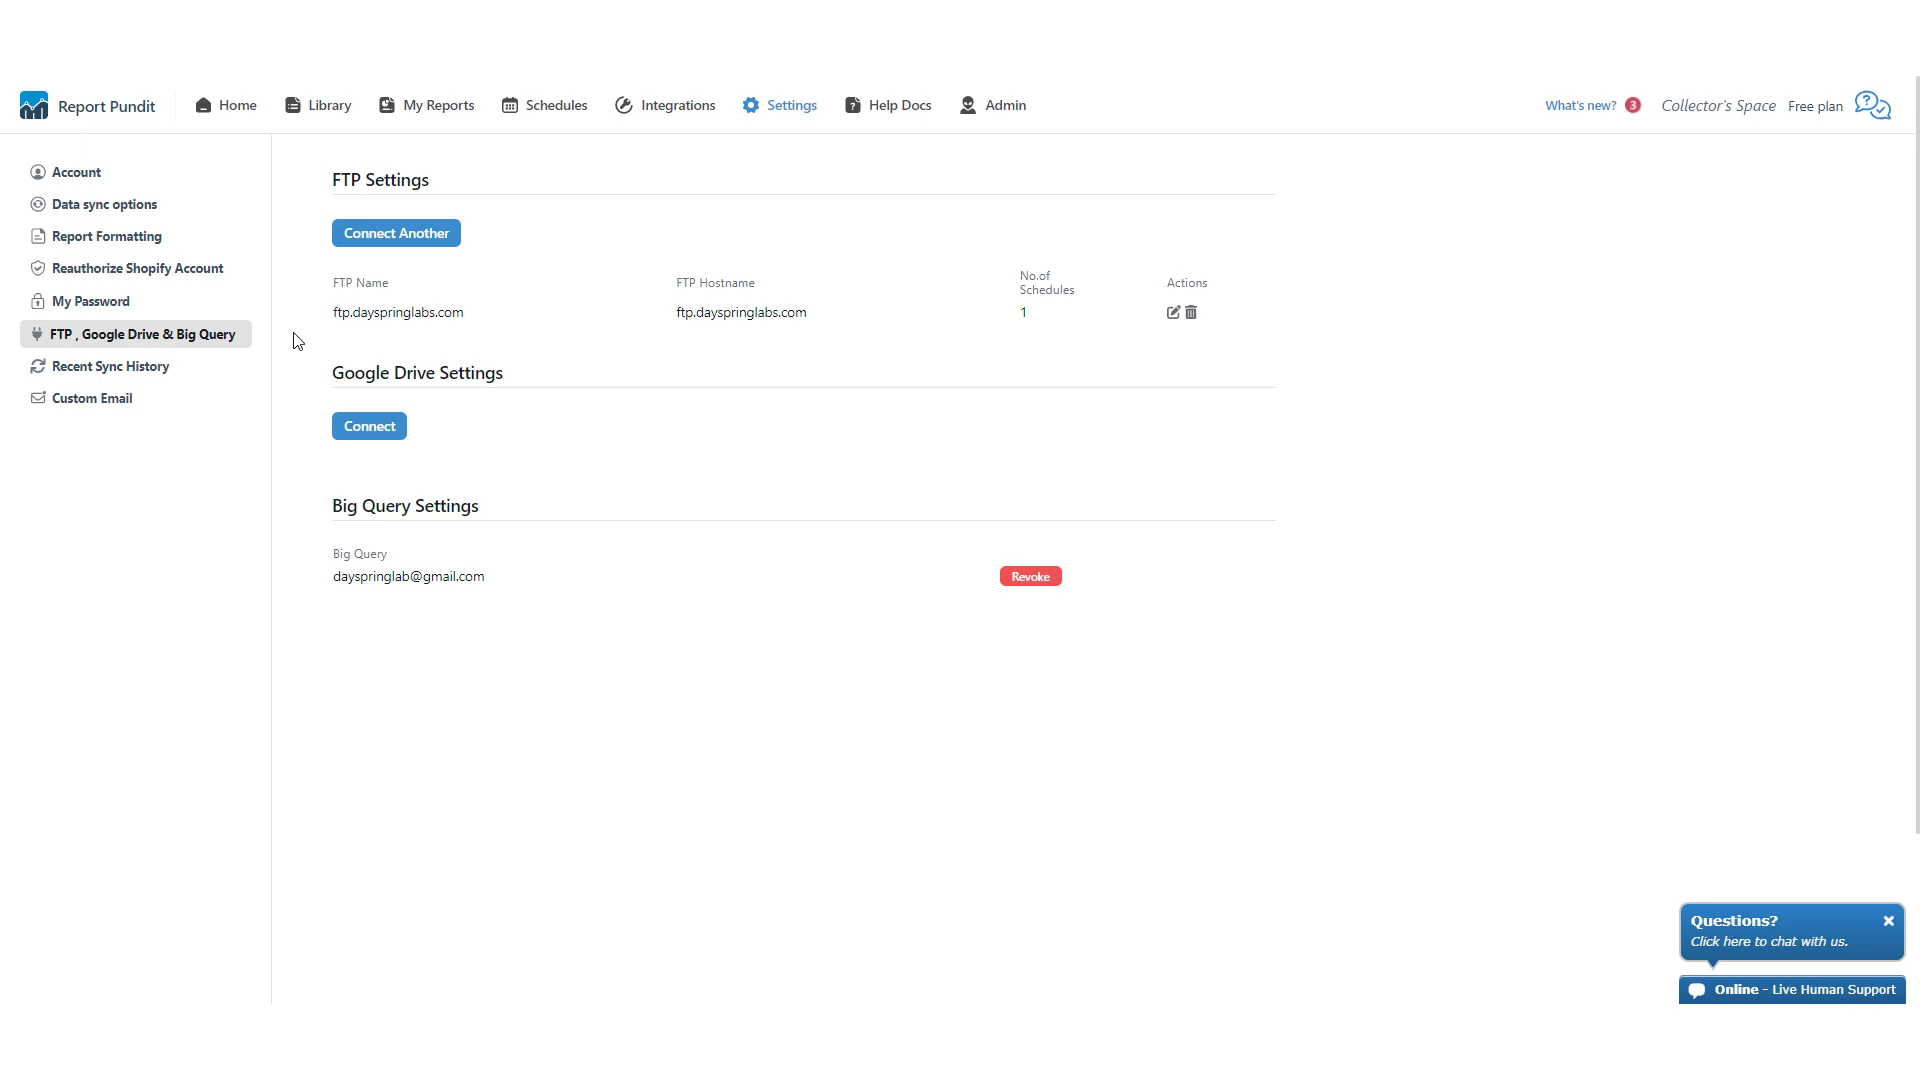 Report Pundit
Home
Library
My Reports
Schedules
Integrations
Settings
Help Docs
Admin
What's new? 3
Collector's Space
Free plan
Account
Data sync options
Report Formatting
Reauthorize Shopify Account
My Password
FTP , Google Drive & Big Query
Recent Sync History
Custom Email
FTP Settings
Connect Another
FTP Name
FTP Hostname
No.of
Schedules
Actions
ftp.dayspringlabs.com
ftp.dayspringlabs.com
1
Google Drive Settings
Connect
Big Query Settings
Big Query
dayspringlab@gmail.com
Revoke
Questions?
Click here to chat with us.
Online - Live Human Support